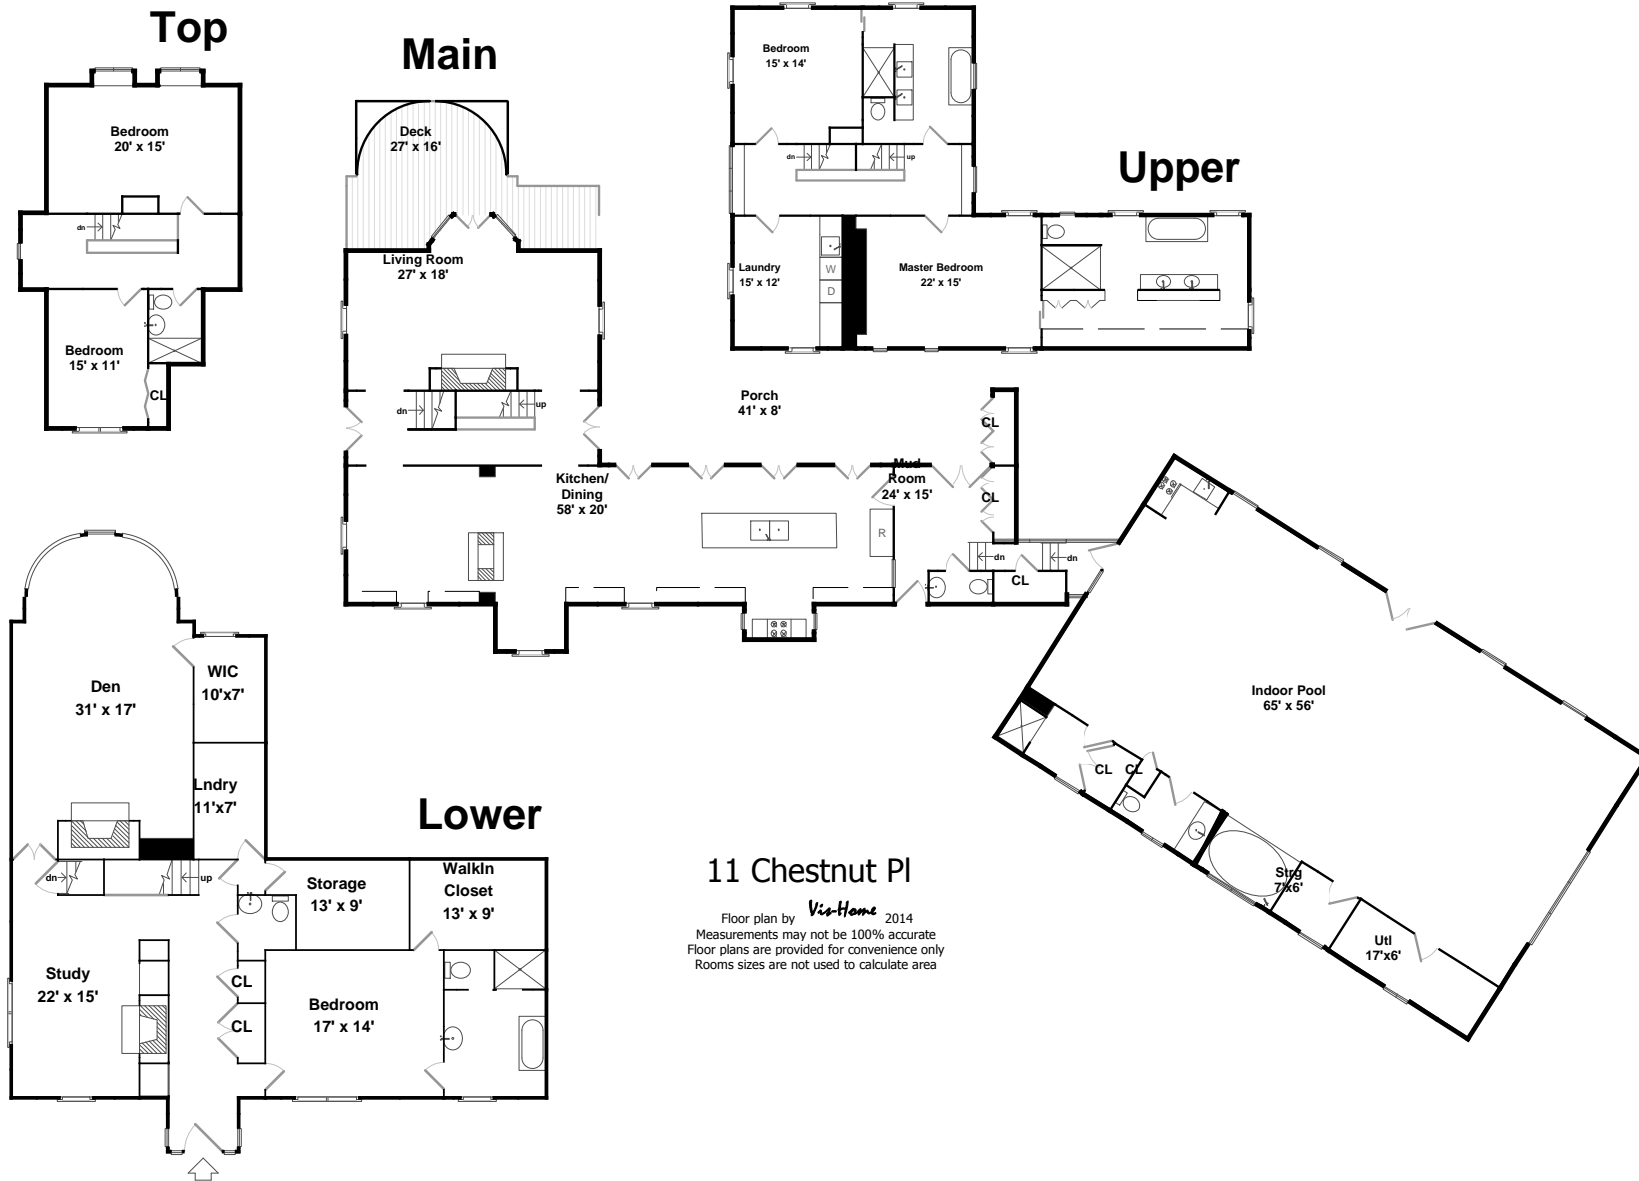 Top
Bedroom
20' x 15'
dn
Bedroom
15' x 11'
CL
Main
Deck
27' x 16'
Living Room
27' x 18'
dn
up
Porch
41' x 8'
Kitchen/
Dining
58' x 20'
Mud
Room
24' x 15'
R
CL
CL
dn
dn
CL
Upper
Bedroom
15' x 14'
dn
up
Laundry
15' x 12'
W
D
Master Bedroom
22' x 15'
Indoor Pool
65' x 56'
CL
CL
Strg
7'x6'
Utl
17'x6'
Lower
Den
31' x 17'
WIC
10'x7'
Lndry
11'x7'
dn
up
Storage
13' x 9'
WalkIn
Closet
13' x 9'
Study
22' x 15'
CL
CL
Bedroom
17' x 14'
11 Chestnut Pl
Floor plan by Vis-Home 2014
Measurements may not be 100% accurate
Floor plans are provided for convenience only
Rooms sizes are not used to calculate area